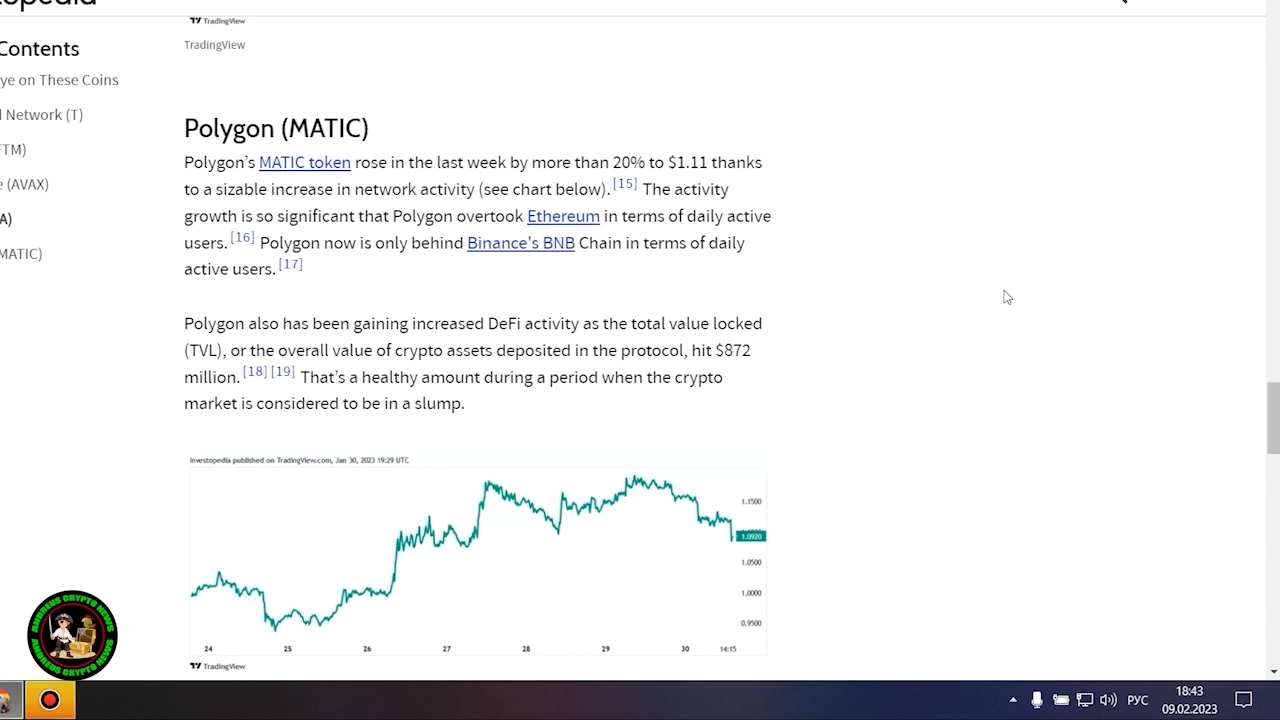 TradingView
TradingView
Contents
ye on These Coins
Network (T)
TM)
(AVAX)
A)
MATIC)
Polygon (MATIC)
Polygon's MATIC token rose in the last week by more than 20% to $1.11 thanks
to a sizable increase in network activity (see chart below). [15] The activity
growth is so significant that Polygon overtook Ethereum in terms of daily active
users. [16] Polygon now is only behind Binance's BNB Chain in terms of daily
active users. [17]
Polygon also has been gaining increased DeFi activity as the total value locked
(TVL), or the overall value of crypto assets deposited in the protocol, hit $872
million. [18] [19] That's a healthy amount during a period when the crypto
market is considered to be in a slump.
Investopedia published on TradingView.com, Jan 30, 2023 19:29 UTC
1.1500
1.0920
1.0500
1.0000
0.9500
24 25 26 27 28 29 30 14:15
TradingView
ANDREUS CRYPTO NEWS
ANDREUS CRYPTO NEWS
РУС
18:43
09.02.2023